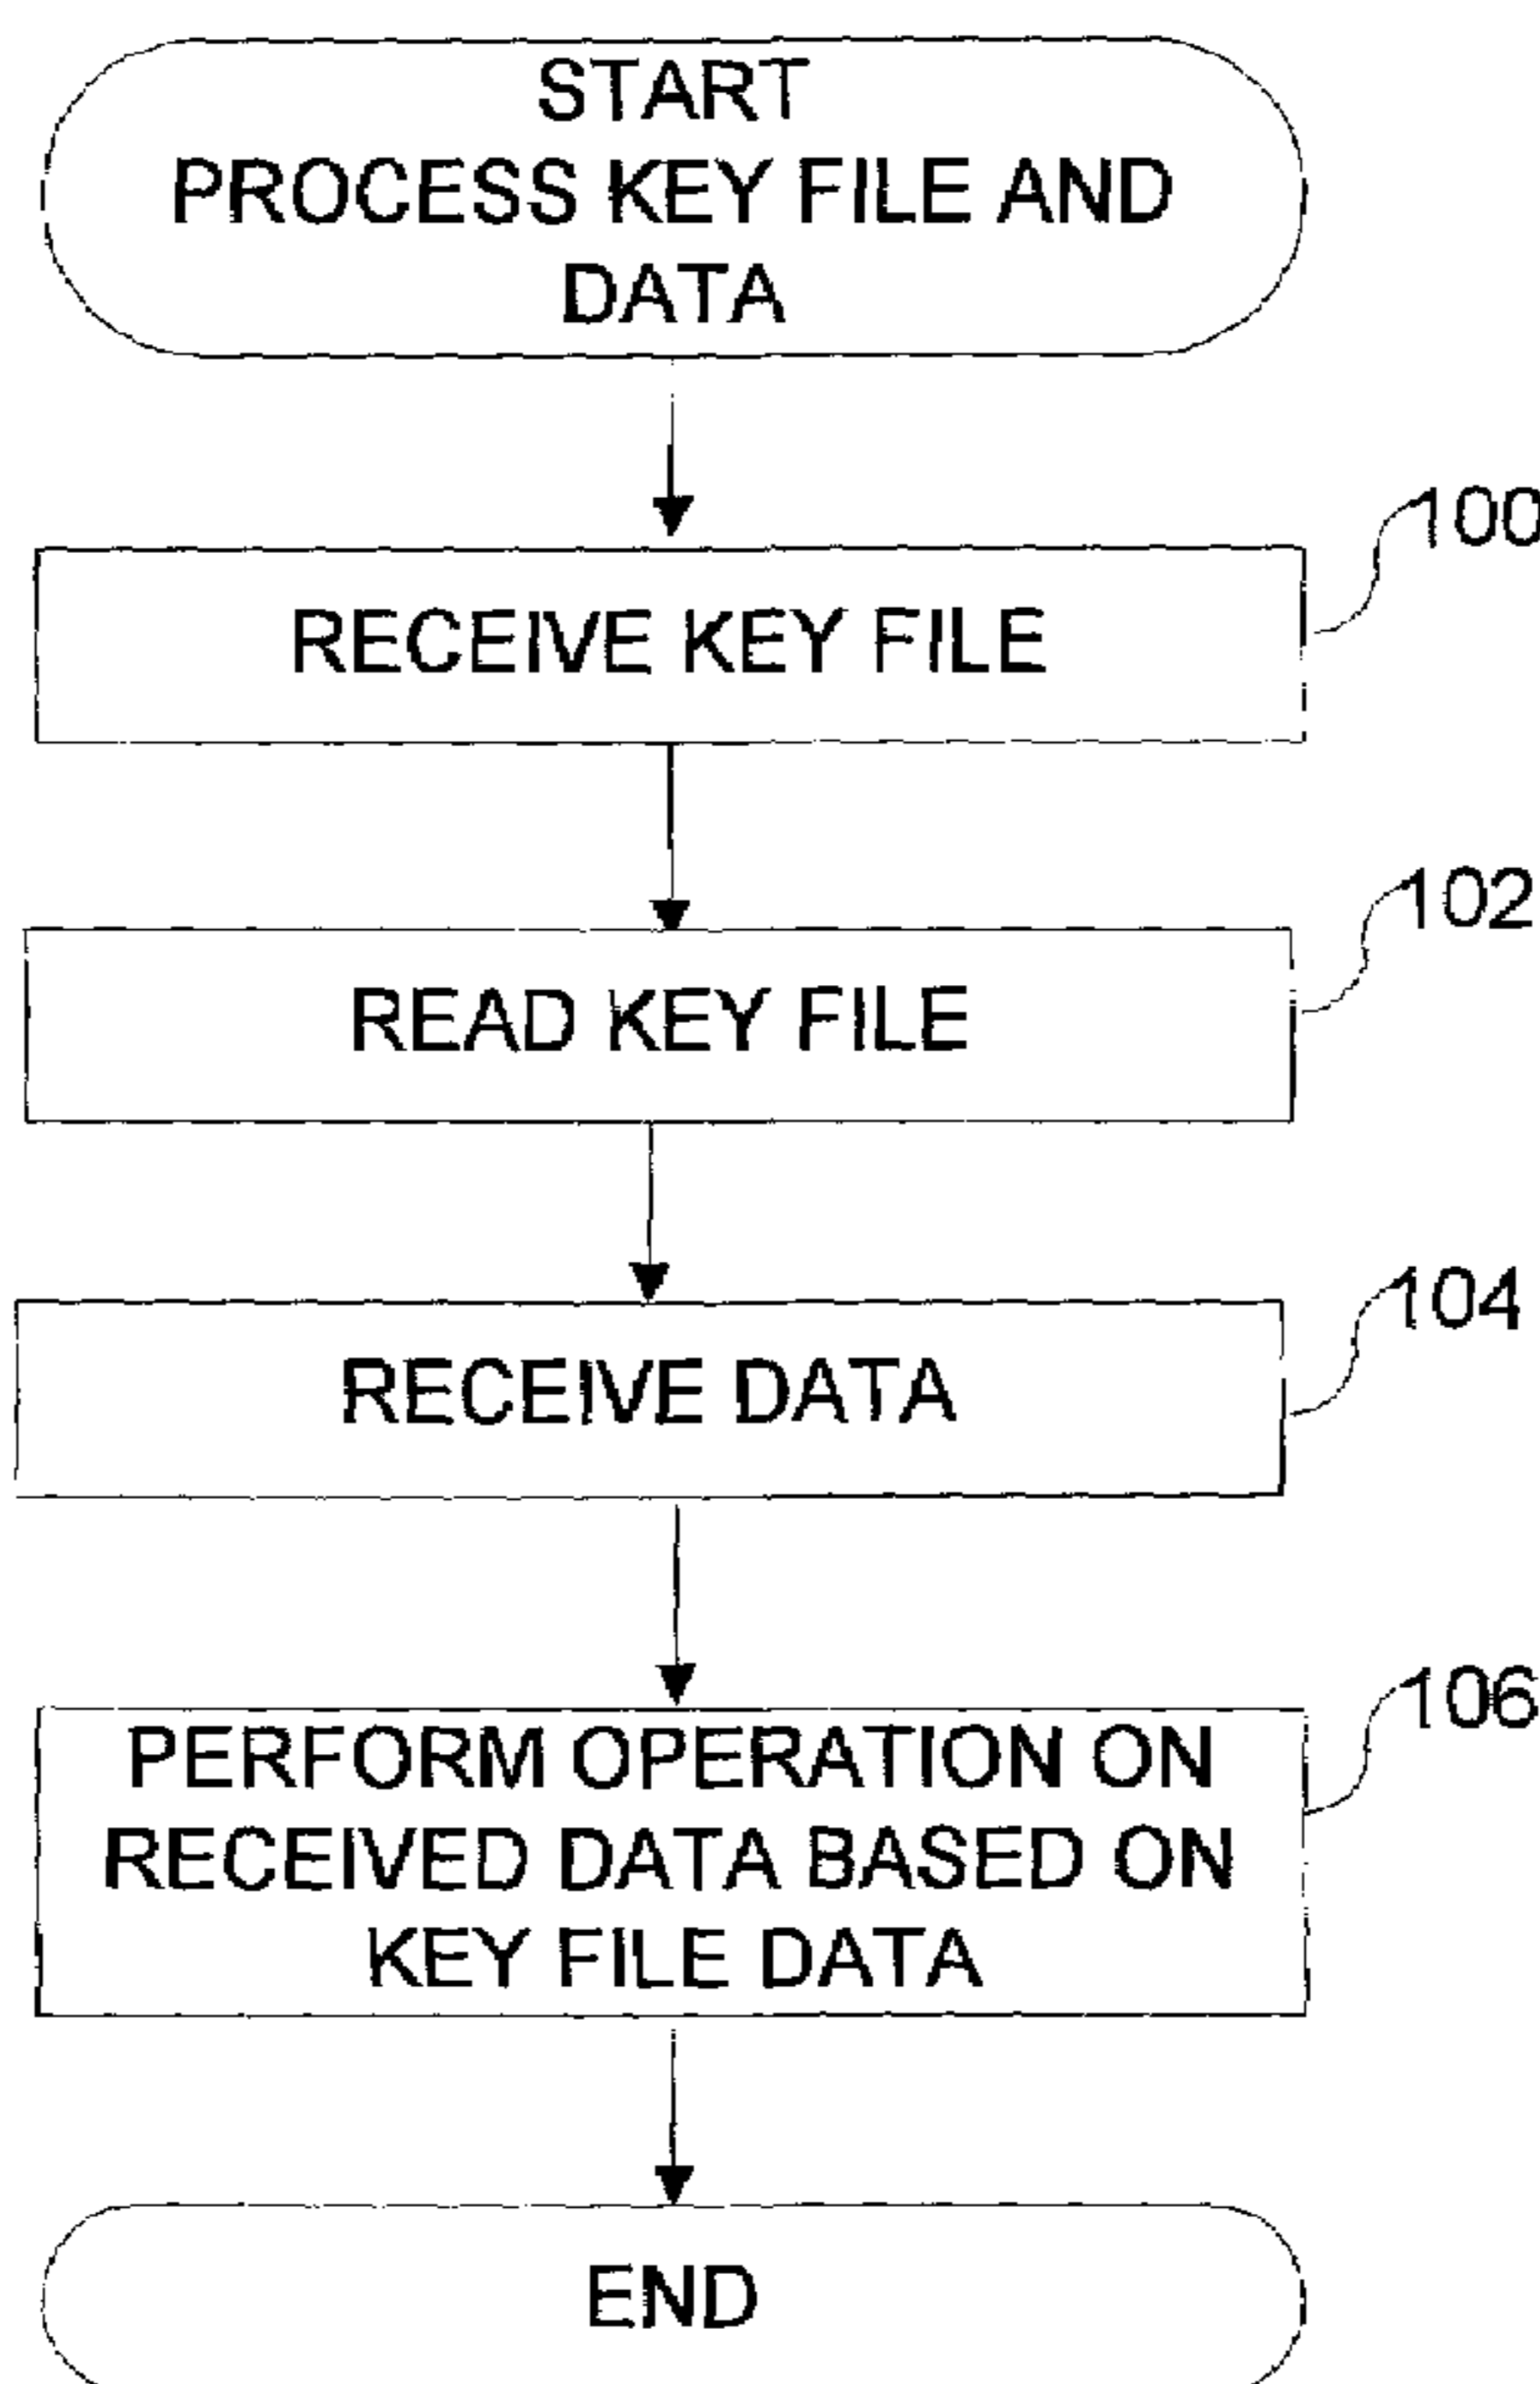 START
PROCESS KEY FILE AND
DATA
100
RECEIVE KEY FILE
102
READ KEY FILE
104
RECEIVE DATA
106
PERFORM OPERATION ON
RECEIVED DATA BASED ON
KEY FILE DATA
END